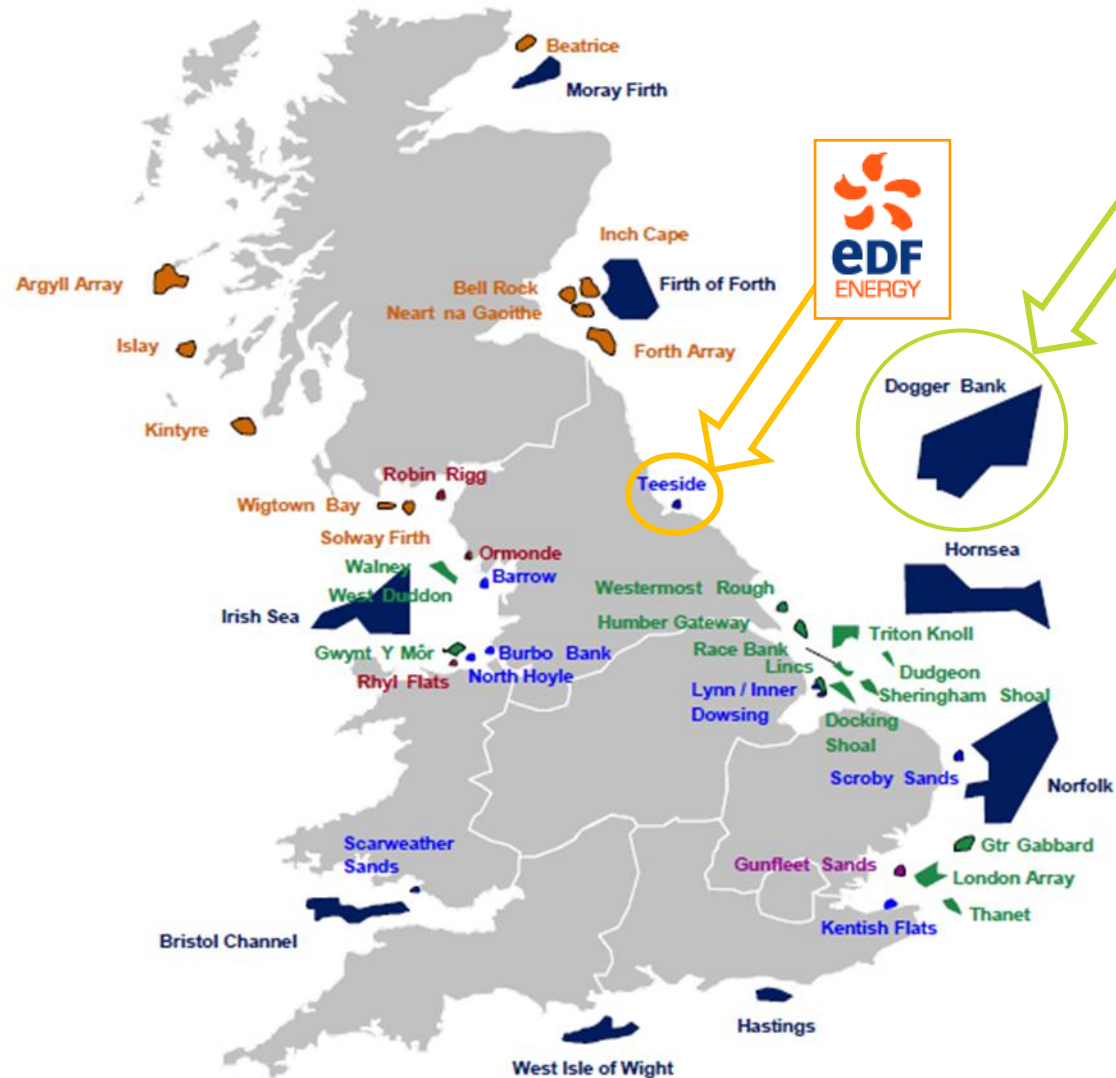 Beatrice
Moray Firth
eDF
ENERGY
Inch Cape
Argyll Array
Bell Rock
Firth of Forth
Neart na Gaoithe
Islay
Forth Array
Dogger Bank
Kintyre
Robin Rigg
Teeside
Wigtown Bay
Solway Firth
Ormonde
Hornsea
Walney
Barrow
Westermost Rough
West Duddon
Irish Sea
Humber Gateway
Triton Knoll
Gwynt Y Môr
Burbo Bank
Race Bank
Lincs
Dudgeon
Rhyl Flats
North Hoyle
Lynn / Inner
Dowsing
Sheringham Shoal
Docking
Shoal
Scroby Sands
Norfolk
Scarweather
Sands
Gtr Gabbard
Gunfleet Sands
London Array
Thanet
Kentish Flats
Bristol Channel
Hastings
West Isle of Wight